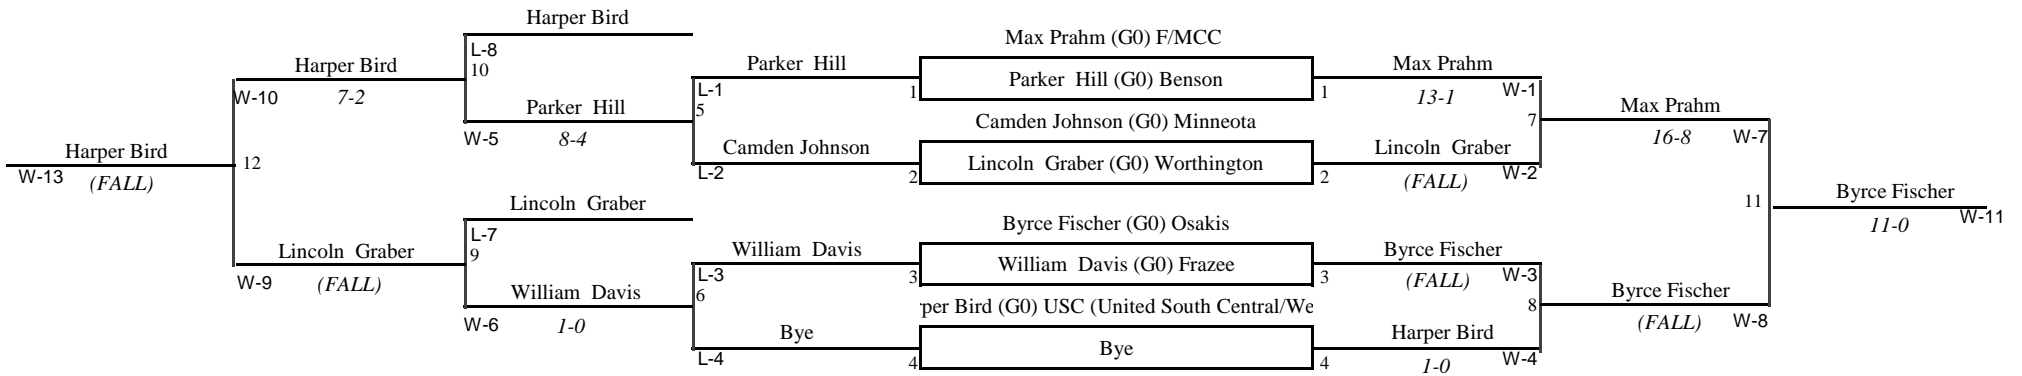 Harper Bird
L-8
10
Max Prahm (G0) F/MCC
Harper Bird
7-2
W-10
Parker Hill
8-4
W-5
Parker Hill
L-1
5
1
Parker Hill (G0) Benson
1
Max Prahm
13-1
W-1
7
Max Prahm
16-8
W-7
Camden Johnson (G0) Minneota
Camden Johnson
L-2
2
Lincoln Graber (G0) Worthington
2
Lincoln Graber
(FALL)
W-2
Harper Bird
W-13
(FALL)
12
Lincoln Graber
L-7
9
Byrce Fischer (G0) Osakis
11
Byrce Fischer
11-0
W-11
Lincoln Graber
(FALL)
W-9
William Davis
1-0
W-6
William Davis
L-3
6
3
William Davis (G0) Frazee
3
Byrce Fischer
(FALL)
W-3
8
Byrce Fischer
(FALL)
W-8
rper Bird (G0) USC (United South Central/We
Bye
L-4
4
Bye
4
Harper Bird
1-0
W-4